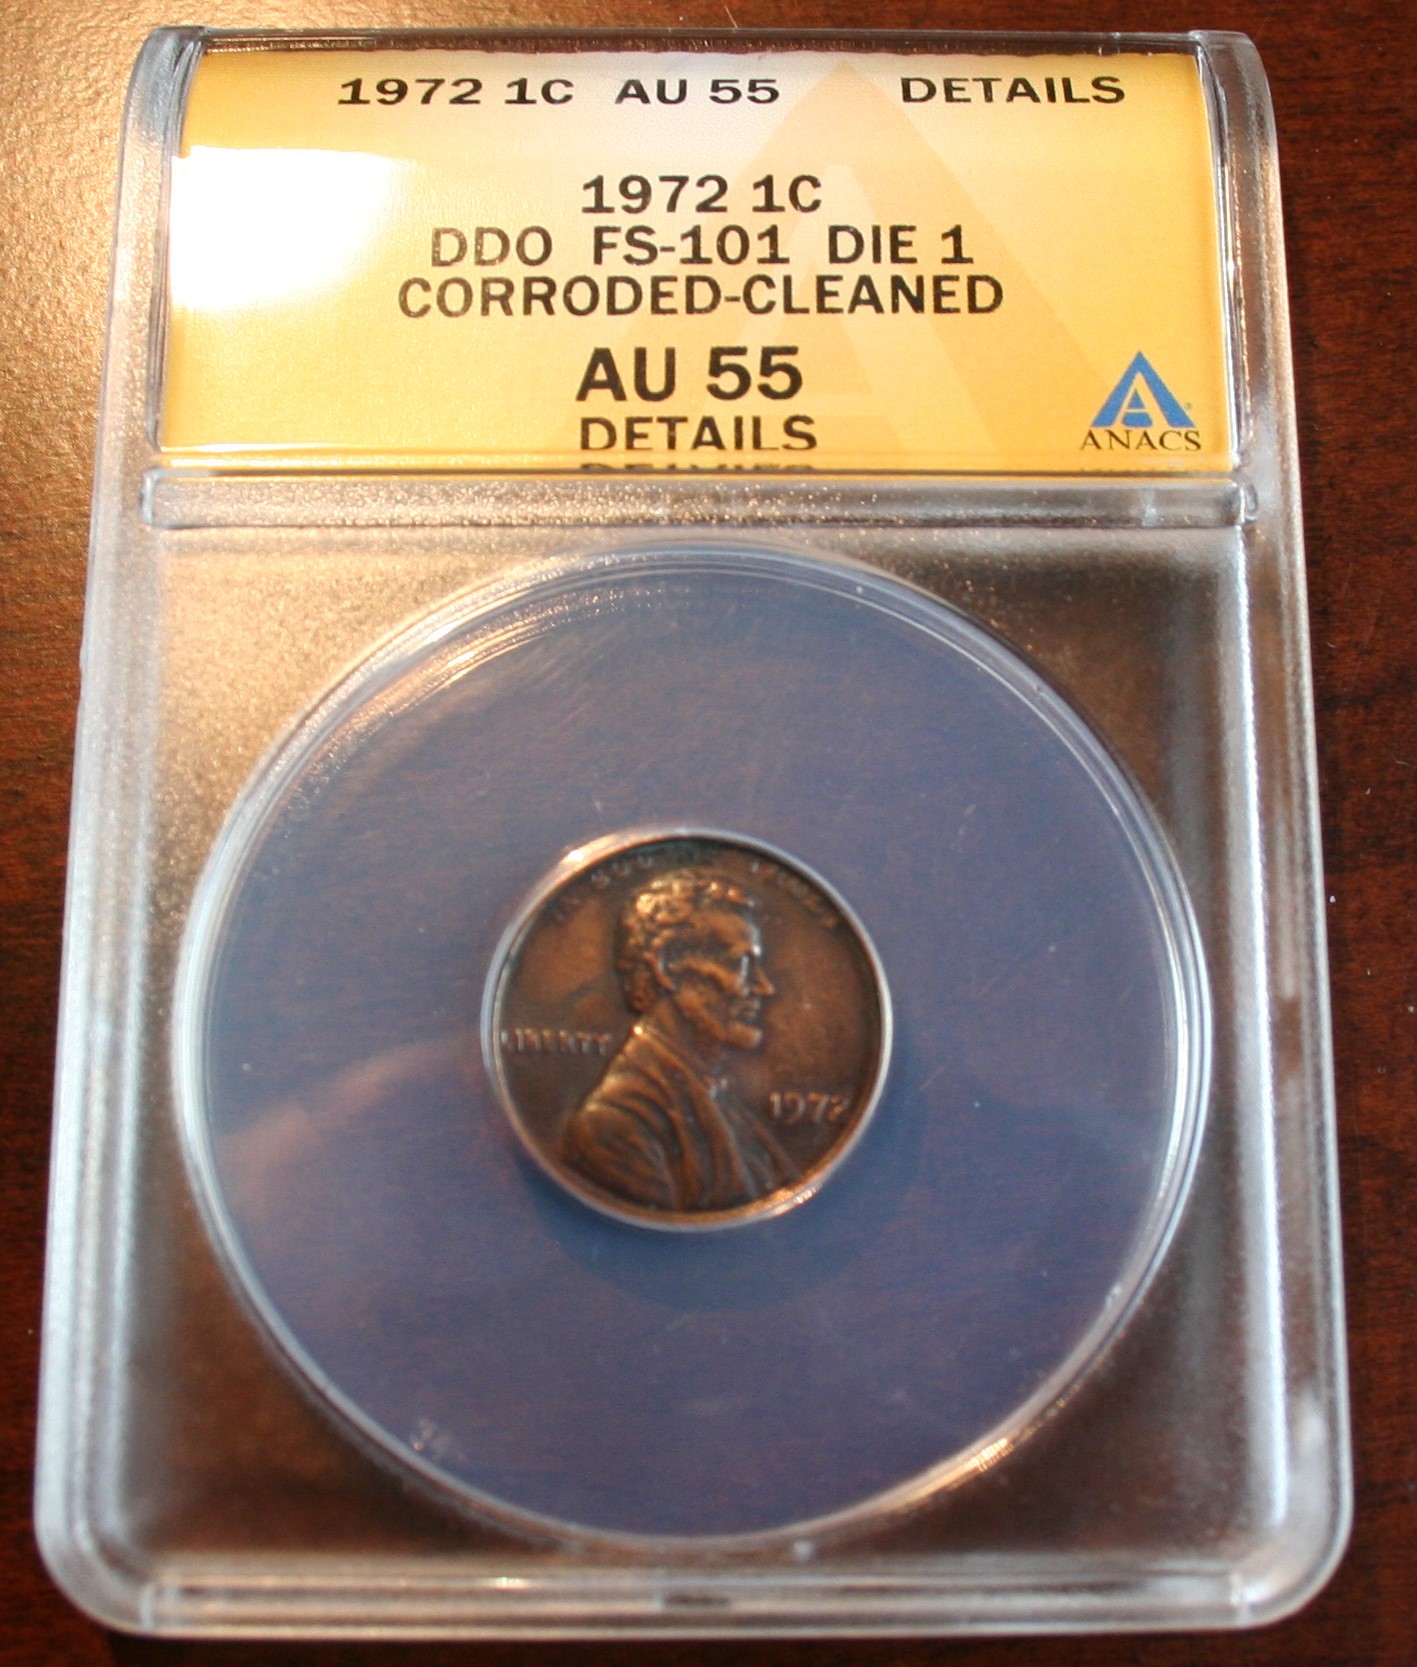 1972 1C AU 55 DETAILS
1972 1C
DDO FS-101 DIE 1
CORRODED-CLEANED
AU 55
DETAILS
ANACS
LIBERTY
1972